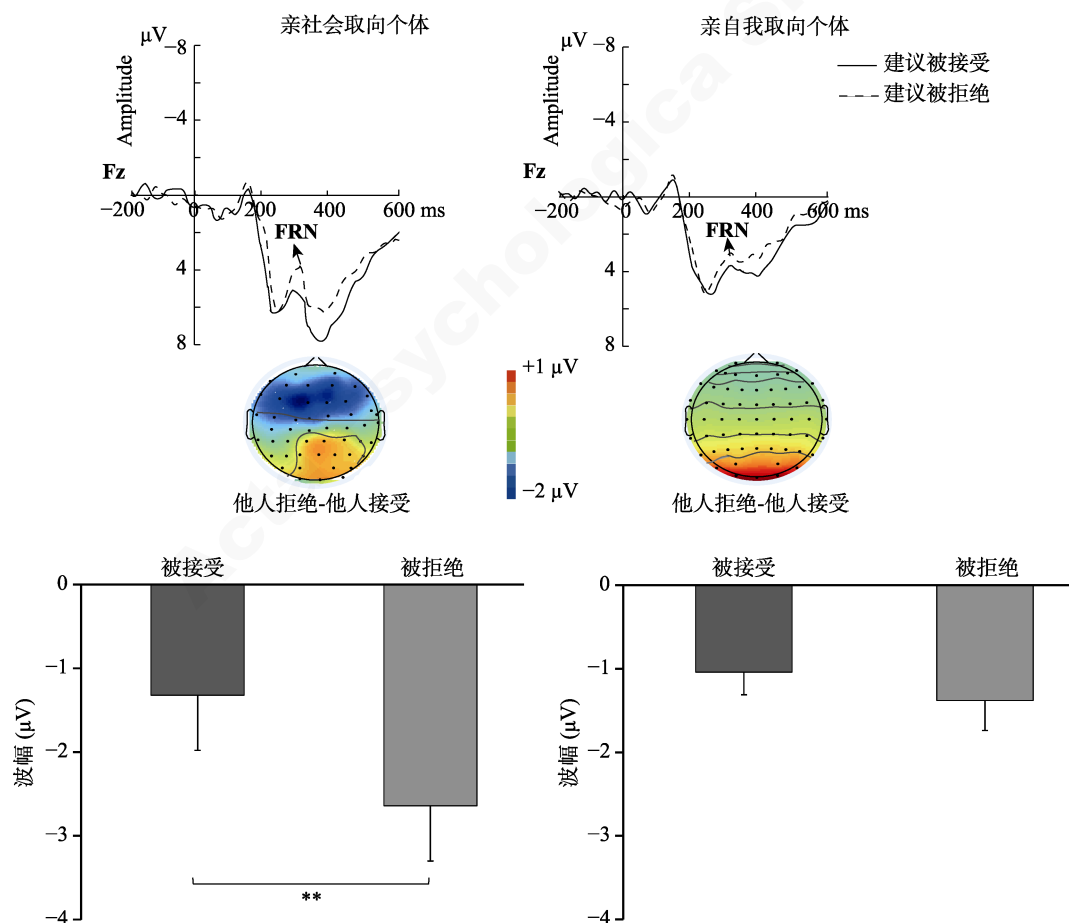 亲社会取向个体
亲自我取向个体
μV
−8
−4
4
8
Amplitude
Fz
−200
0
200
400
600 ms
FRN
μV
−8
−4
4
8
Amplitude
Fz
−200
0
200
400
600 ms
FRN
建议被接受
建议被拒绝
+1 μV
−2 μV
他人拒绝-他人接受
他人拒绝-他人接受
被接受
被拒绝
0
−1
−2
−3
−4
波幅 (μV)
**
被接受
被拒绝
0
−1
−2
−3
−4
波幅 (μV)